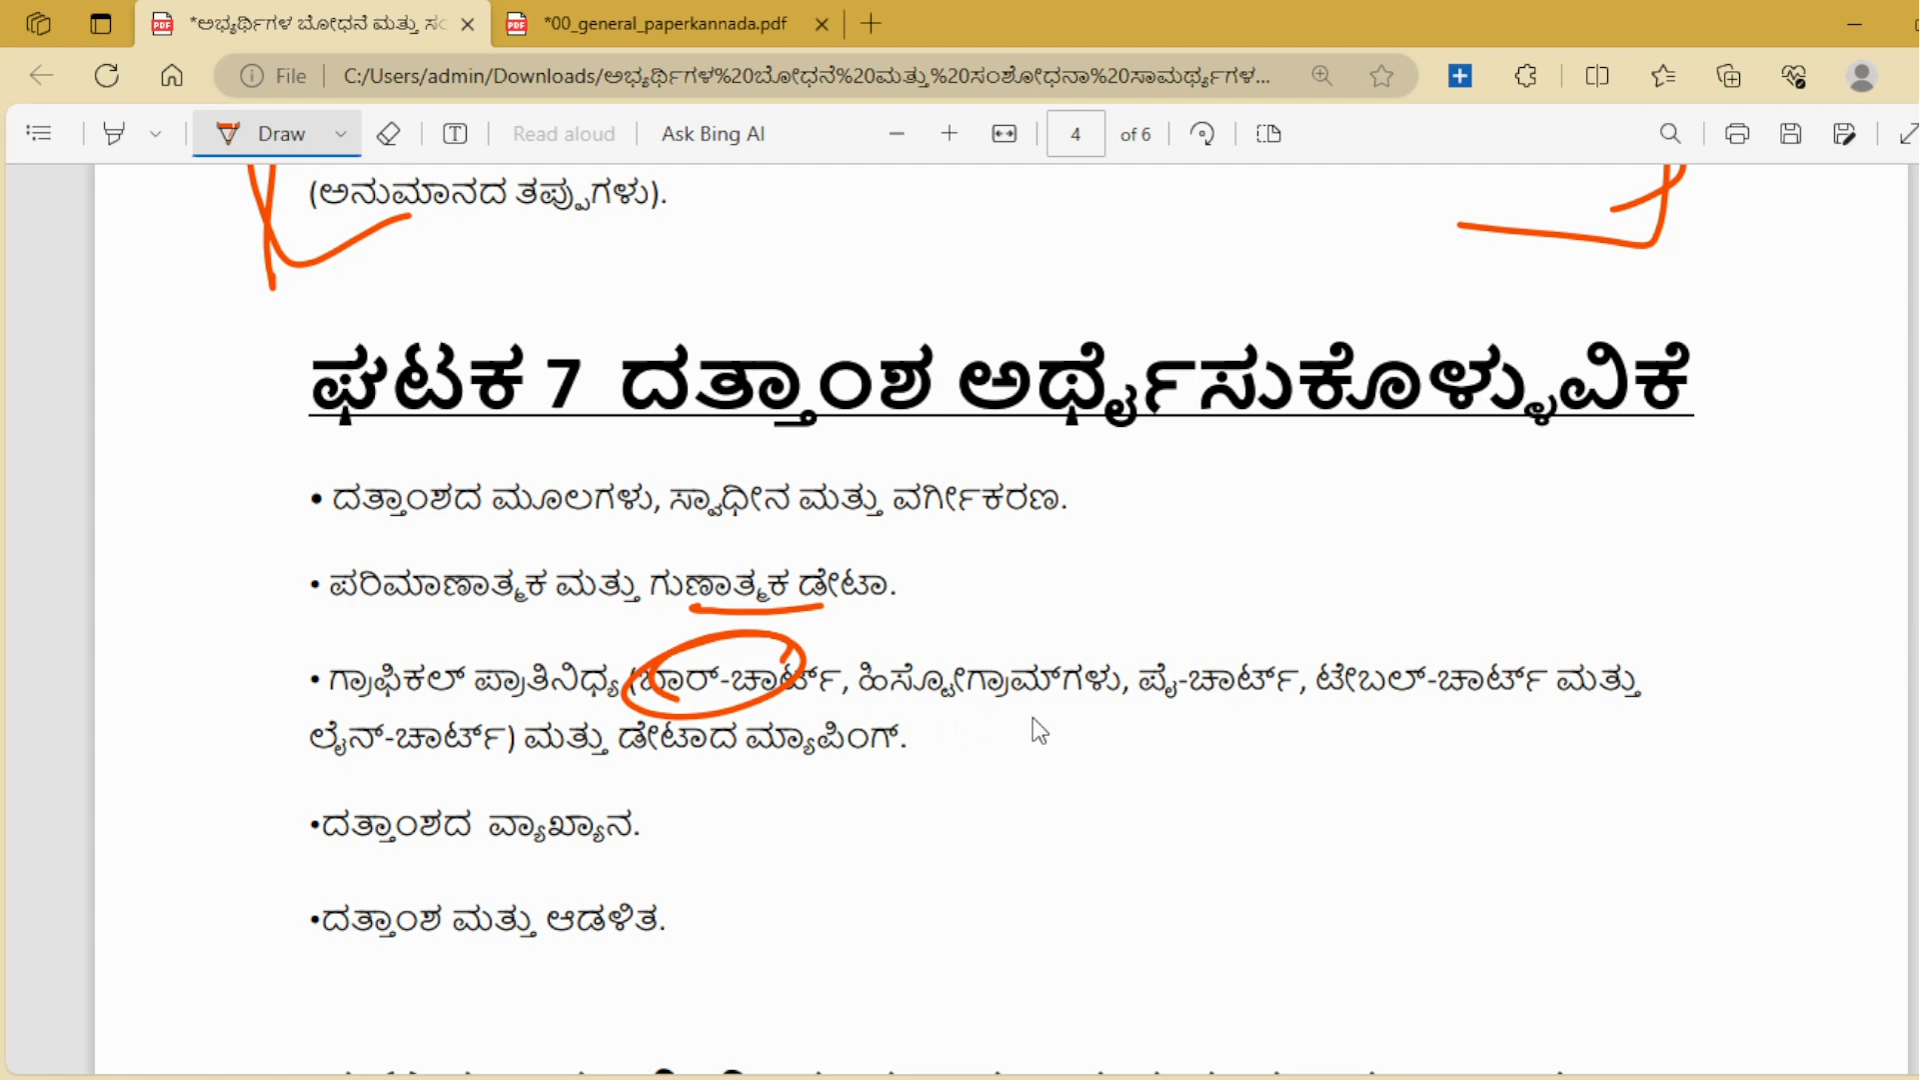 *ಅಭ್ಯರ್ಥಿಗಳ ಬೋಧನೆ ಮತ್ತು
*00_general_paperkannada.pdf
File
C:/Users/admin/Downloads/ಅಭ್ಯರ್ಥಿಗಳ%20ಬೋಧನೆ%20ಮತ್ತು%20ಸಂಶೋಧನಾ%20ಸಾಮರ್ಥ್ಯಗಳ...
Draw
Read aloud
Ask Bing AI
4 of 6
(ಅನುಮಾನದ ತಪ್ಪುಗಳು).
ಘಟಕ 7 ದತ್ತಾಂಶ ಅರ್ಥೈಸುಕೊಳ್ಳುವಿಕೆ
• ದತ್ತಾಂಶದ ಮೂಲಗಳು, ಸ್ವಾಧೀನ ಮತ್ತು ವರ್ಗೀಕರಣ.
• ಪರಿಮಾಣಾತ್ಮಕ ಮತ್ತು ಗುಣಾತ್ಮಕ ಡೇಟಾ.
• ಗ್ರಾಫಿಕಲ್ ಪ್ರಾತಿನಿಧ್ಯ (ಬಾರ್-ಚಾರ್ಟ್, ಹಿಸ್ಟೋಗ್ರಾಮ್‌ಗಳು, ಪೈ-ಚಾರ್ಟ್, ಟೇಬಲ್-ಚಾರ್ಟ್ ಮತ್ತು
ಲೈನ್-ಚಾರ್ಟ್) ಮತ್ತು ಡೇಟಾದ ಮ್ಯಾಪಿಂಗ್.
•ದತ್ತಾಂಶದ ವ್ಯಾಖ್ಯಾನ.
•ದತ್ತಾಂಶ ಮತ್ತು ಆಡಳಿತ.